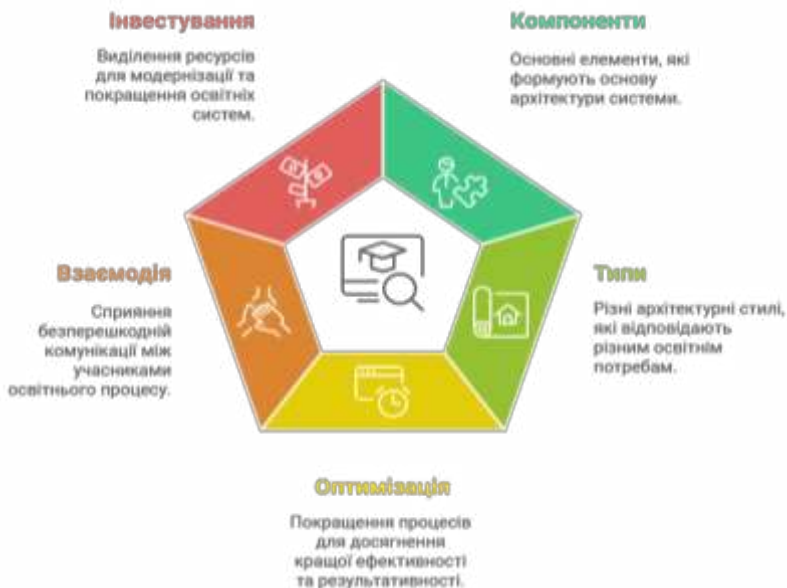 Інвестування
Виділення ресурсів
для модернізації та
покращення освітніх
систем.
Компоненти
Основні елементи, які
формують основу
архітектури системи.
Взаємодія
Сприяння
безперешкодній
комунікації між
учасниками
освітнього процесу.
Типи
Різні архітектурні стилі,
які відповідають
різним освітнім
потребам.
Оптимізація
Покращення процесів
для досягнення
кращої ефективності
та результативності.